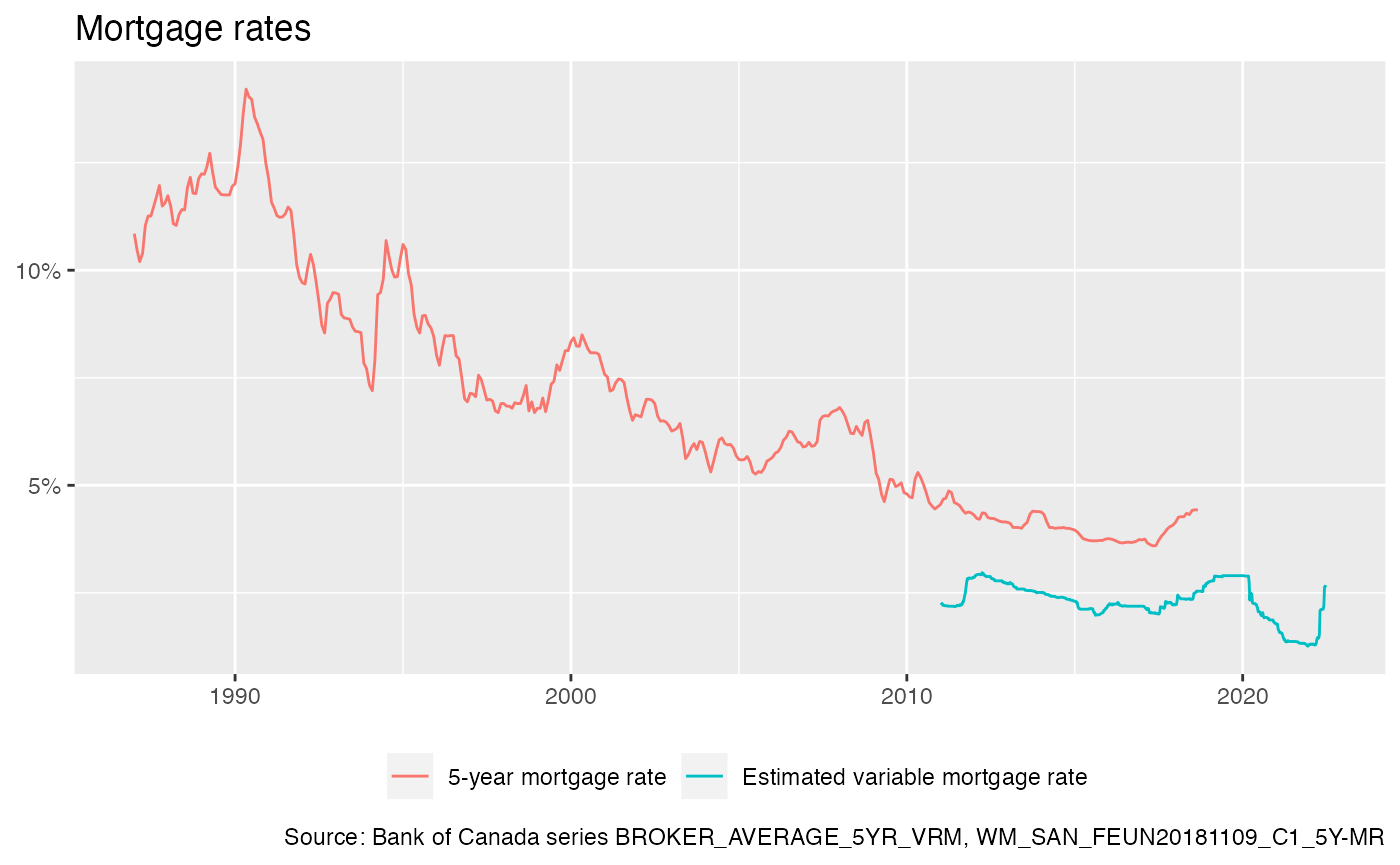 Mortgage rates
10%
5%
1990 2000 2010 2020
5-year mortgage rate Estimated variable mortgage rate
Source: Bank of Canada series BROKER_AVERAGE_5YR_VRM, WM_SAN_FEUN20181109_C1_5Y-MR